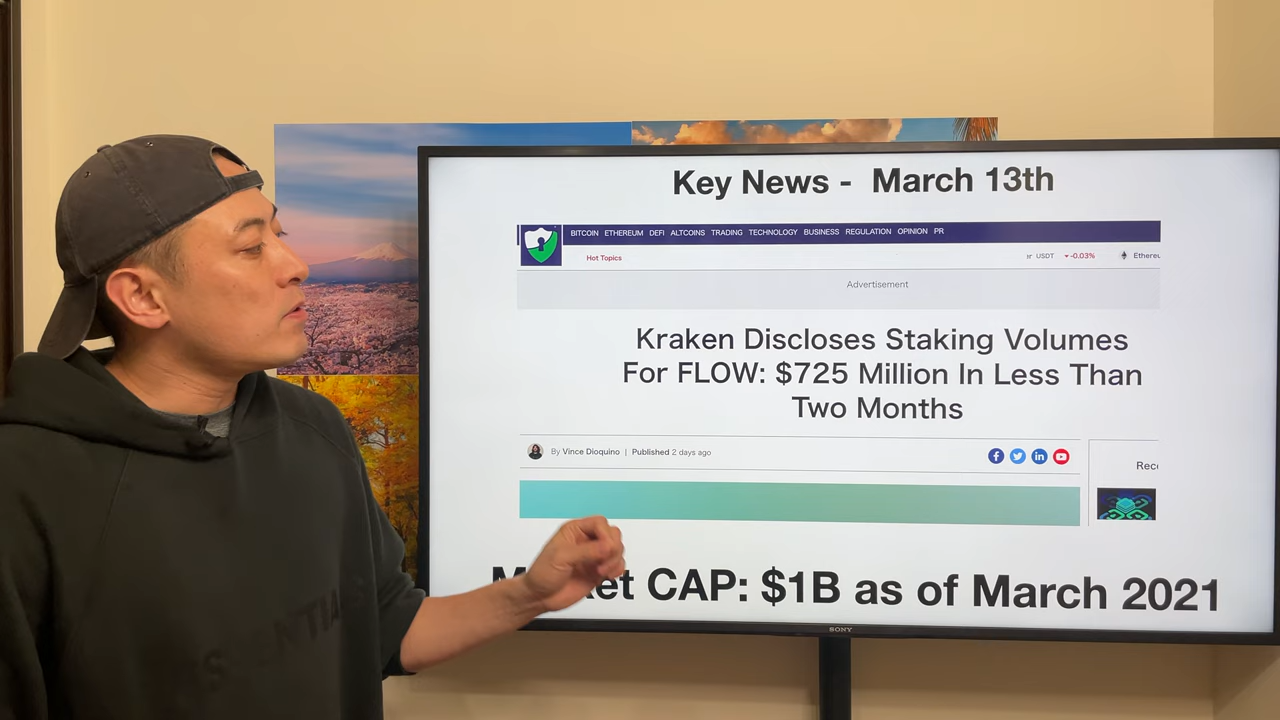 Key News - March 13th
BITCOIN ETHEREUM DEFI ALTCOINS TRADING TECHNOLOGY BUSINESS REGULATION OPINION PR
Hot Topics
USDT ▾-0.03%
Advertisement
Kraken Discloses Staking Volumes
For FLOW: $725 Million In Less Than
Two Months
By Vince Dioquino | Published 2 days ago
CAP: $1B as of March 2021
SONY